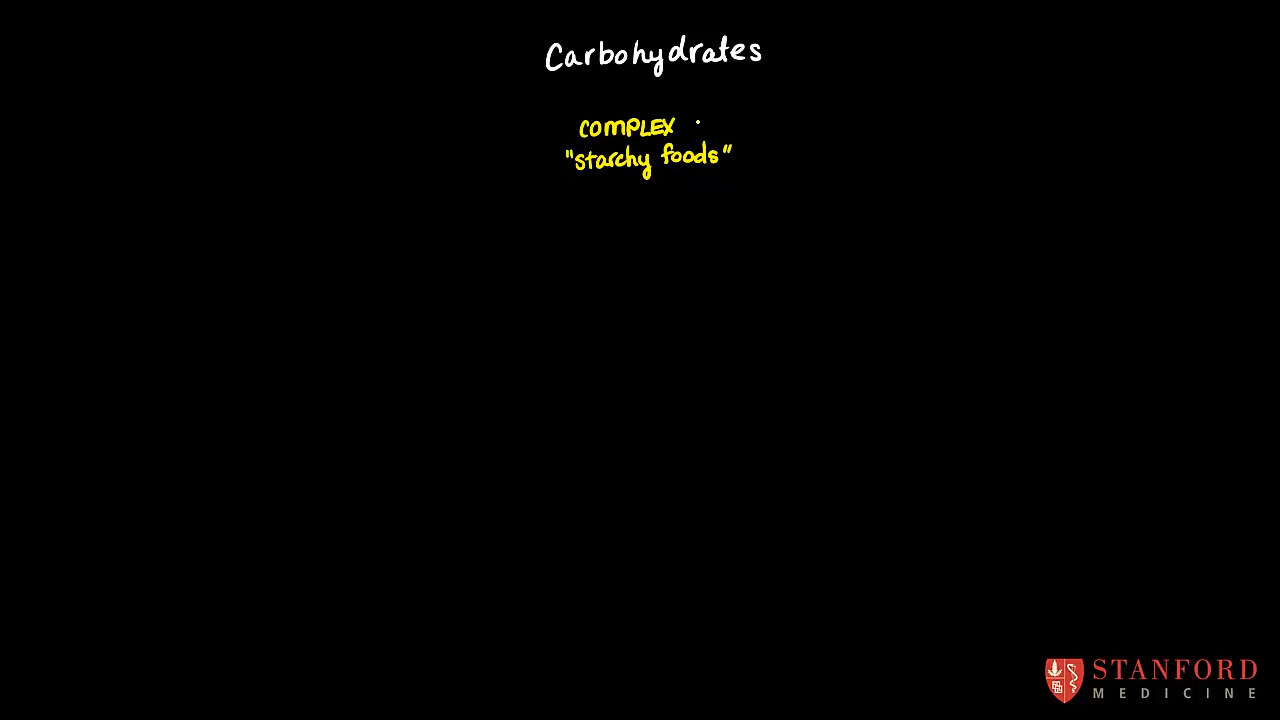 Carbohydrates
COMPLEX
"starchy foods"
STANFORD
MEDICINE